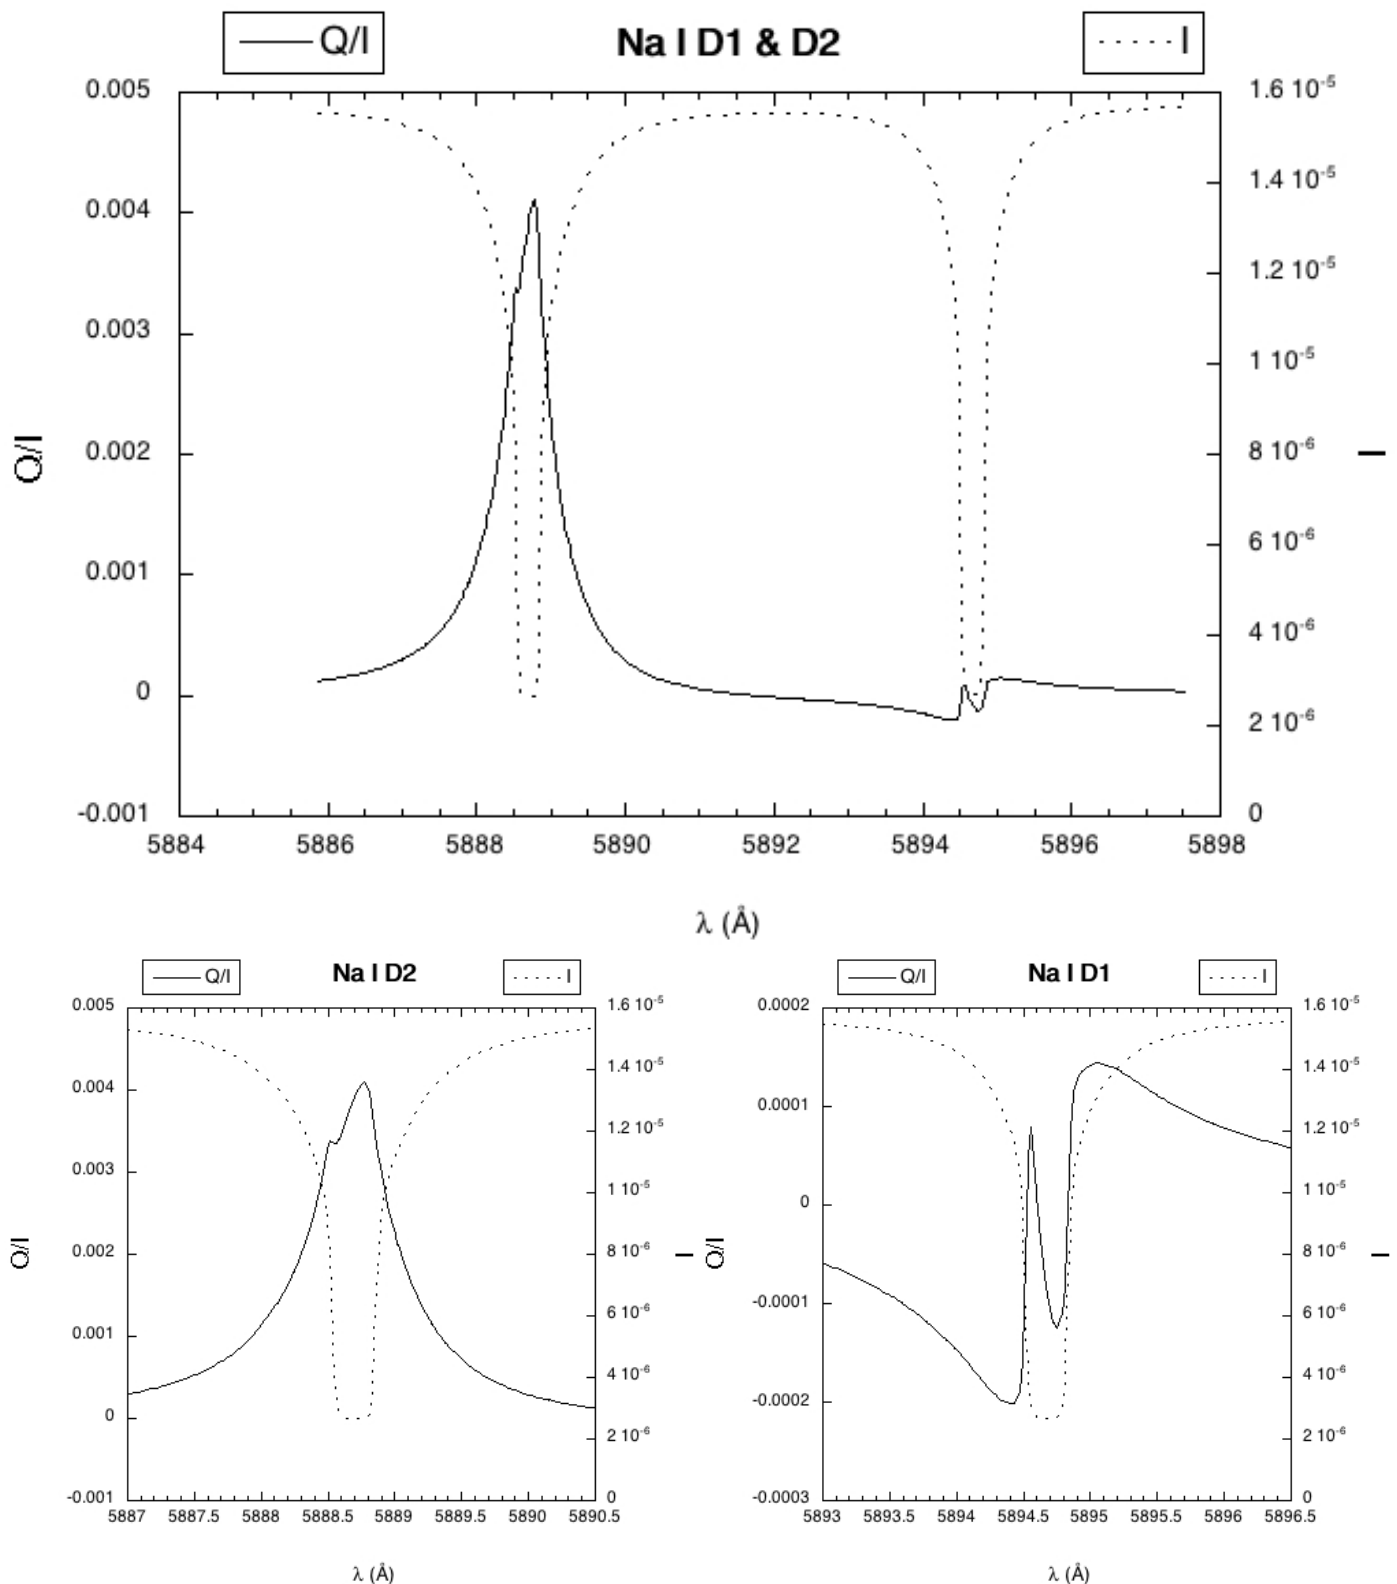 Q/I
Na I D1 & D2
I
0.005
0.004
0.003
0.002
0.001
0
-0.001
1.6 10⁻⁵
1.4 10⁻⁵
1.2 10⁻⁵
1 10⁻⁵
8 10⁻⁶
6 10⁻⁶
4 10⁻⁶
2 10⁻⁶
0
Q/I
I
5884 5886 5888 5890 5892 5894 5896 5898
λ (Å)
Q/I
Na I D2
I
0.005
0.004
0.003
0.002
0.001
0
-0.001
1.6 10⁻⁵
1.4 10⁻⁵
1.2 10⁻⁵
1 10⁻⁵
8 10⁻⁶
6 10⁻⁶
4 10⁻⁶
2 10⁻⁶
0
Q/I
I
5887 5887.5 5888 5888.5 5889 5889.5 5890 5890.5
λ (Å)
Q/I
Na I D1
I
0.0002
0.0001
0
-0.0001
-0.0002
-0.0003
1.6 10⁻⁵
1.4 10⁻⁵
1.2 10⁻⁵
1 10⁻⁵
8 10⁻⁶
6 10⁻⁶
4 10⁻⁶
2 10⁻⁶
0
Q/I
I
5893 5893.5 5894 5894.5 5895 5895.5 5896 5896.5
λ (Å)